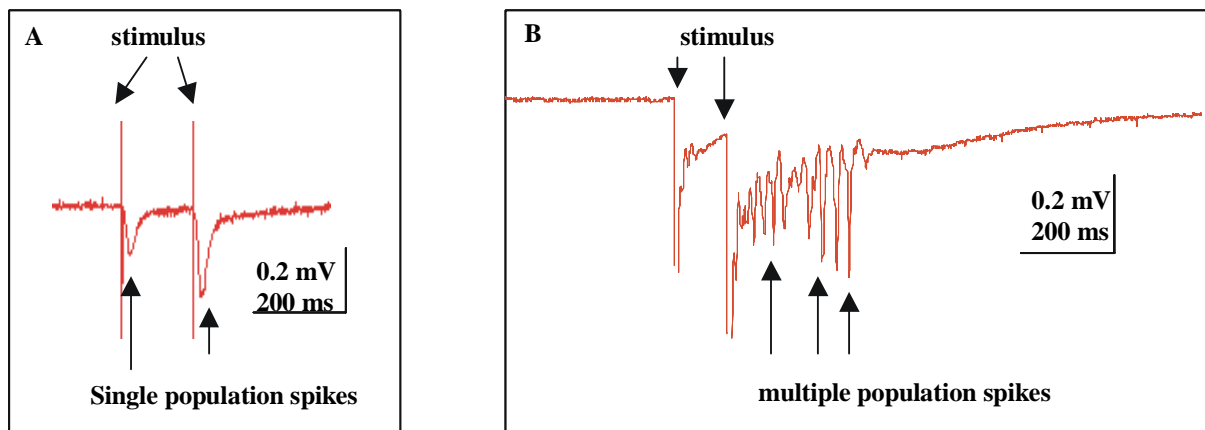 A
stimulus
0.2 mV
200 ms
Single population spikes
B
stimulus
0.2 mV
200 ms
multiple population spikes